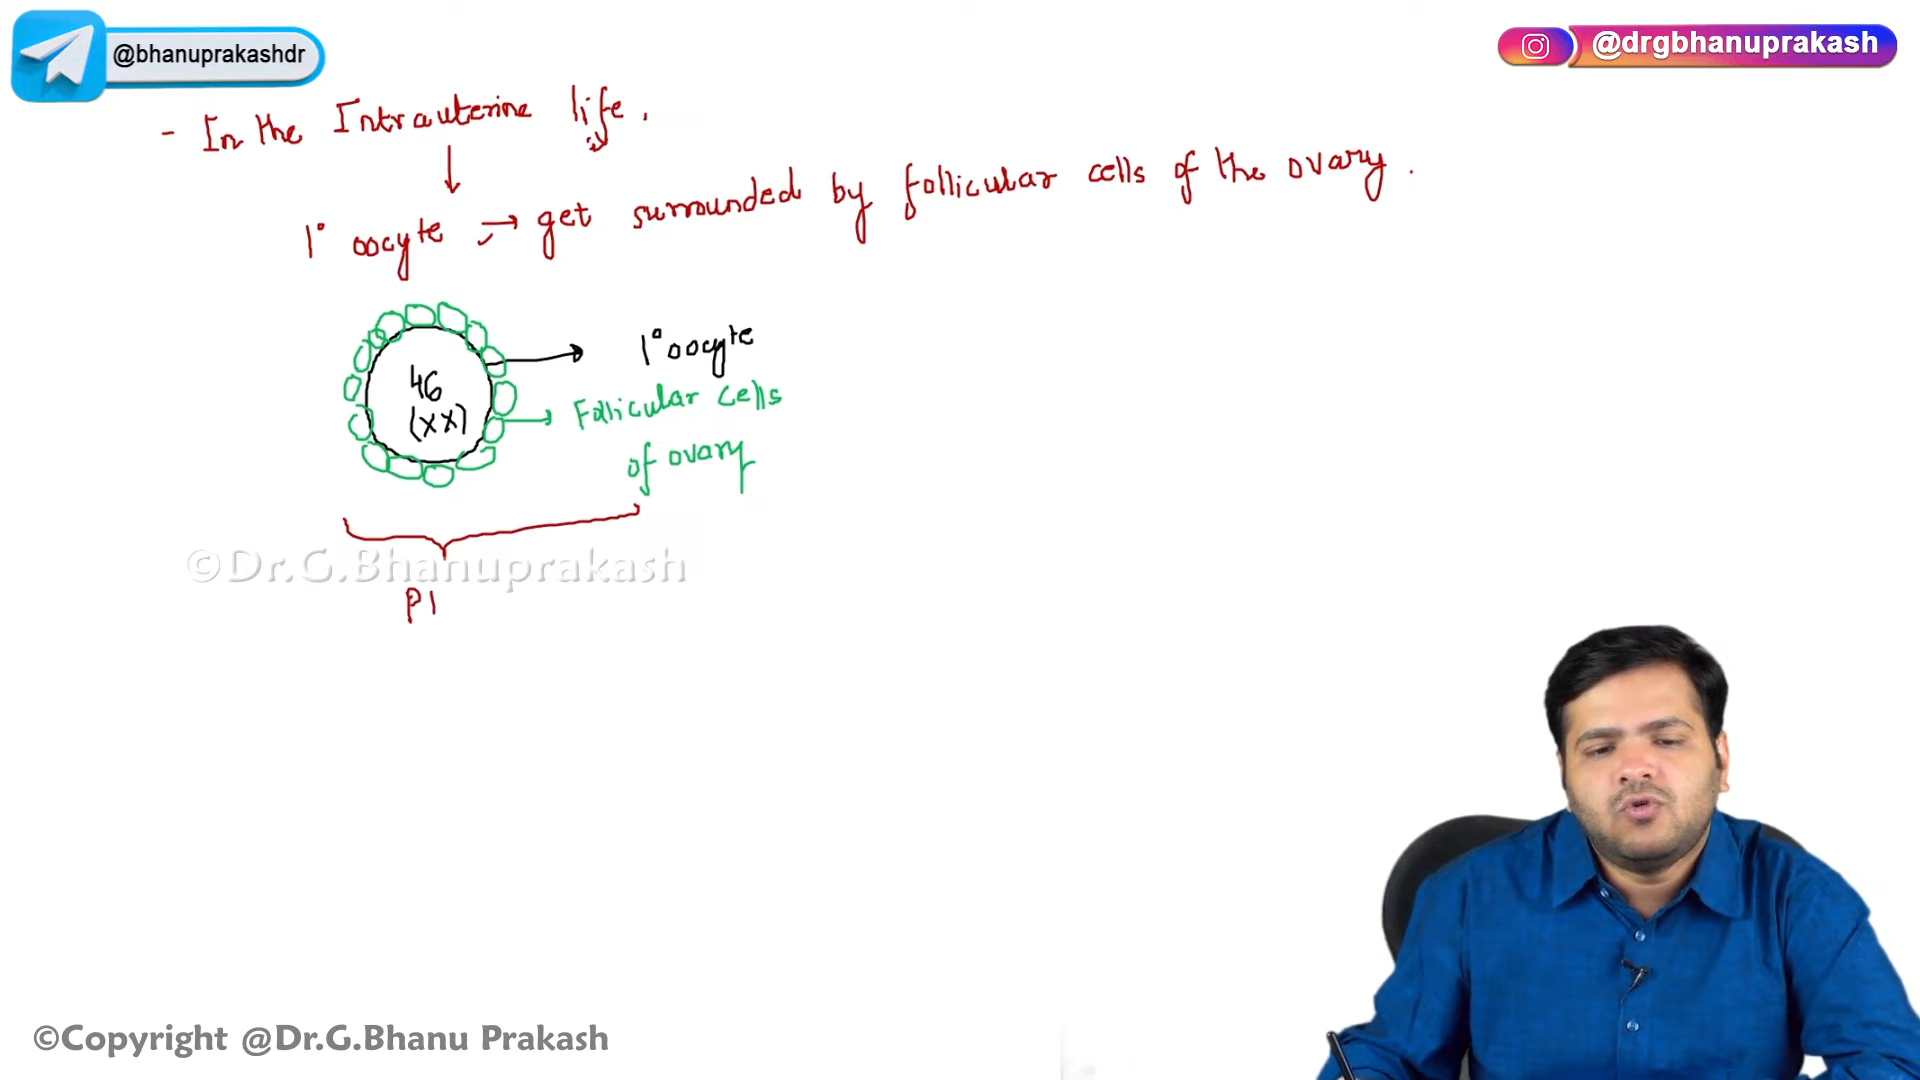 @bhanuprakashdr
@drgbhanuprakash
- In the Intrauterine life.
1° oocyte → get surrounded by follicular cells of the ovary.
46
(XX)
1° oocyte
Follicular cells
of ovary
©Dr.G.Bhanuprakash
P1
©Copyright @Dr.G.Bhanu Prakash